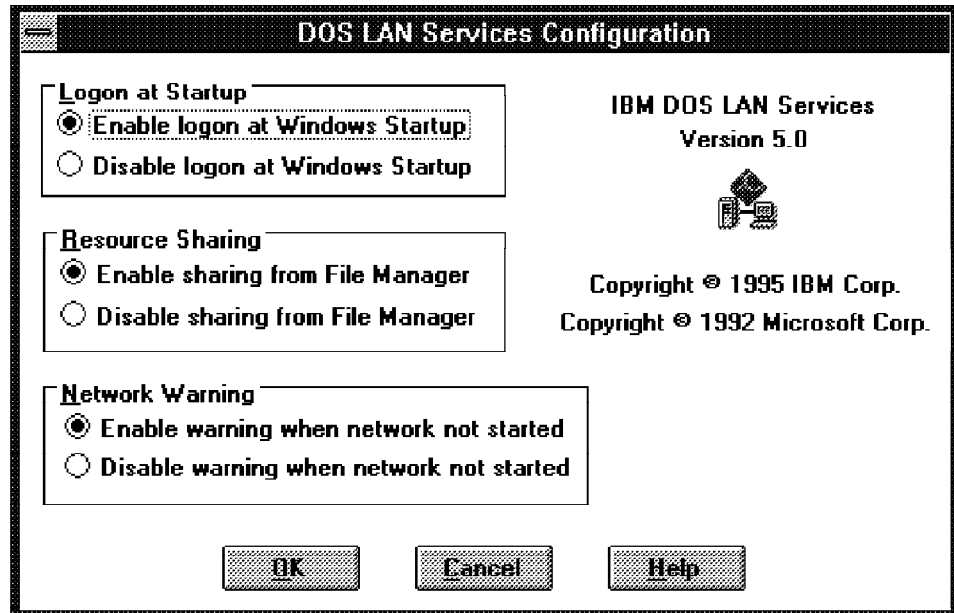 DOS LAN Services Configuration
Logon at Startup
Enable logon at Windows Startup
Disable logon at Windows Startup
IBM DOS LAN Services
Version 5.0
Resource Sharing
Enable sharing from File Manager
Disable sharing from File Manager
Copyright © 1995 IBM Corp.
Copyright © 1992 Microsoft Corp.
Network Warning
Enable warning when network not started
Disable warning when network not started
OK Cancel Help